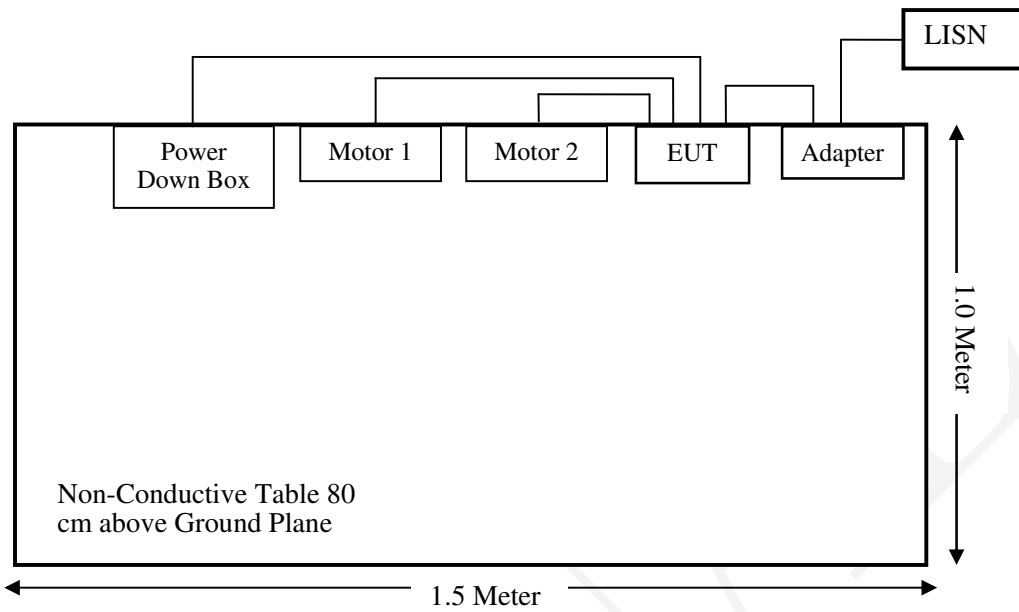 LISN
Power
Down Box
Motor 1
Motor 2
EUT
Adapter
1.0 Meter
Non-Conductive Table 80
cm above Ground Plane
1.5 Meter